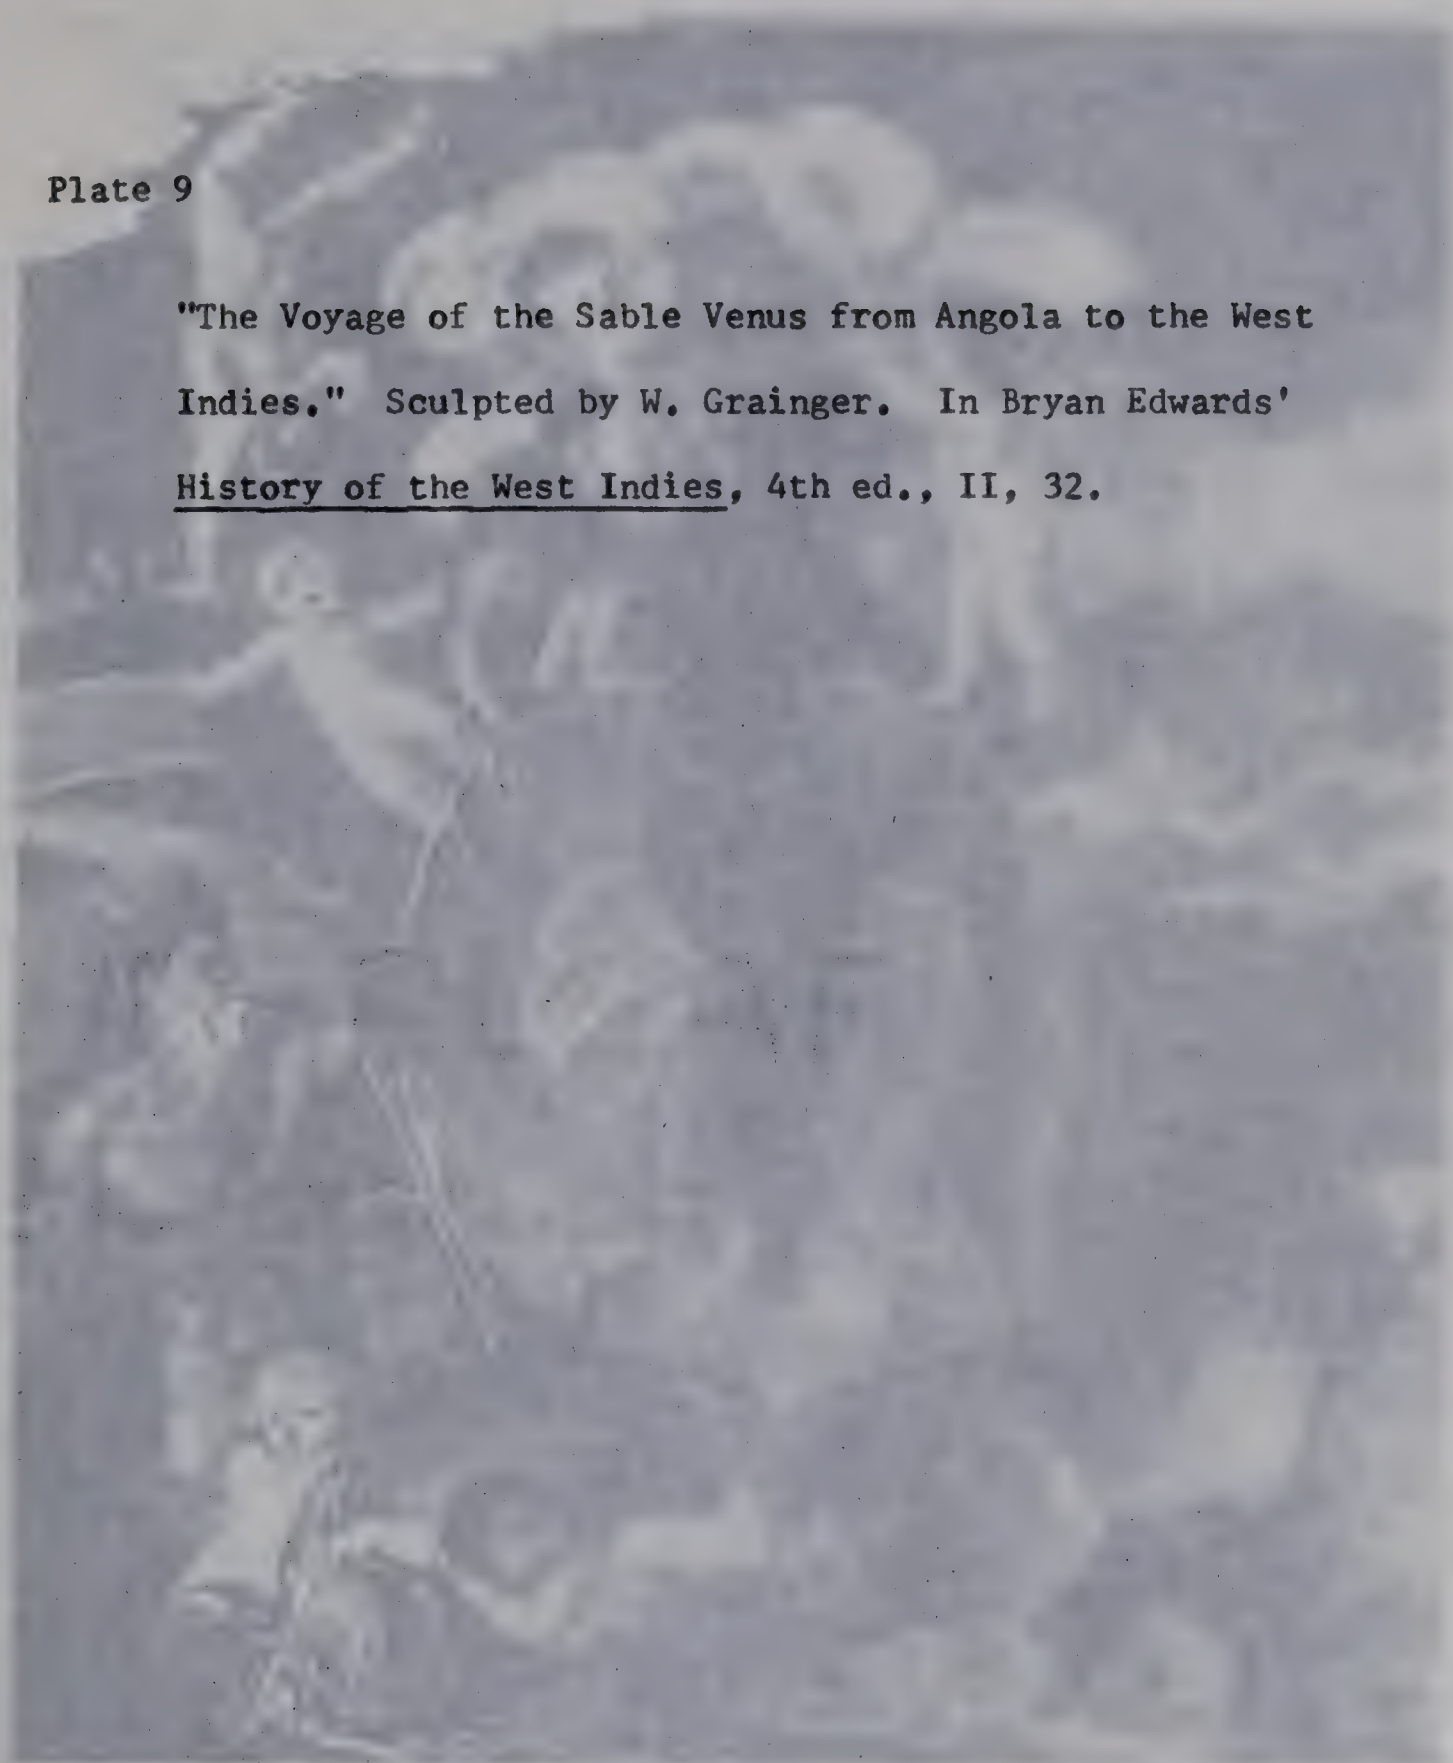 Plate 9
"The Voyage of the Sable Venus from Angola to the West
Indies."  Sculpted by W. Grainger.  In Bryan Edwards'
History of the West Indies, 4th ed., II, 32.